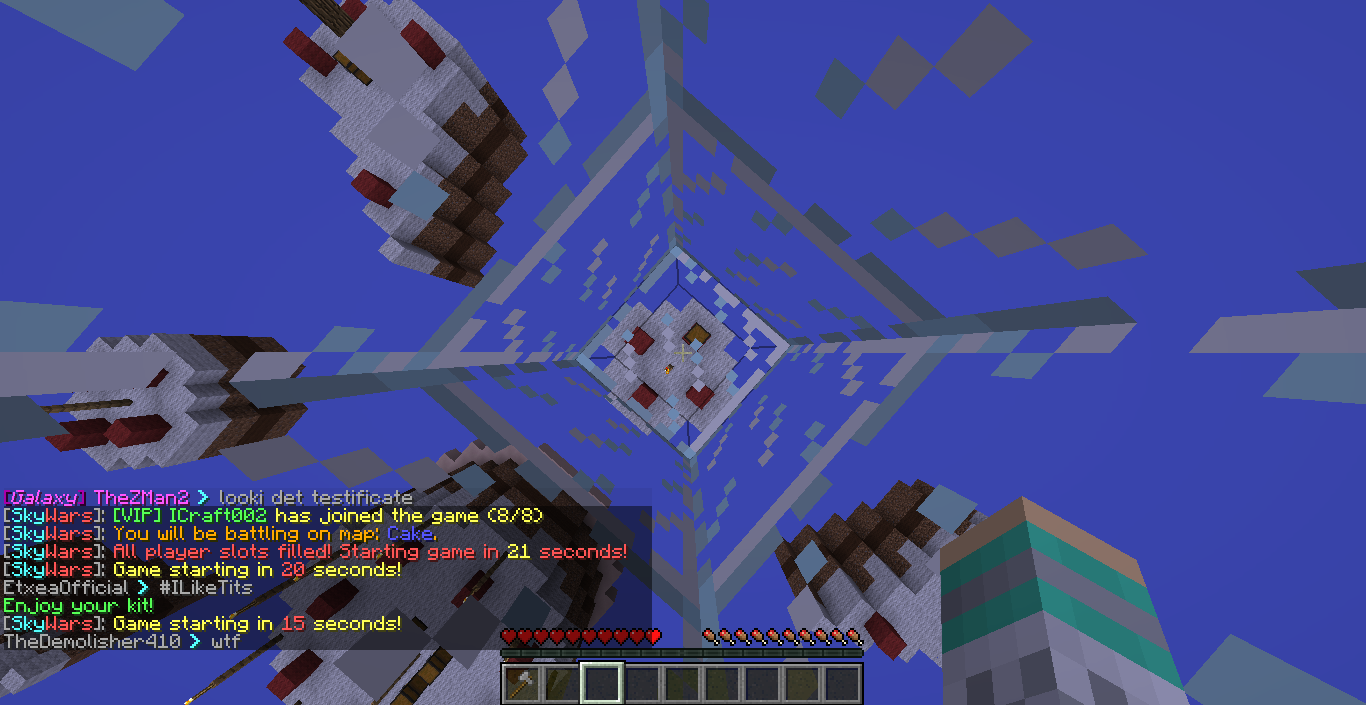 [Galaxy] TheZMan2 > looki det testificate
[SkyWars]: [VIP] ICraft002 has joined the game (8/8)
[SkyWars]: You will be battling on map: Cake.
[SkyWars]: All player slots filled! Starting game in 21 seconds!
[SkyWars]: Game starting in 20 seconds!
EtxeaOfficial > #ILikeTits
Enjoy your kit!
[SkyWars]: Game starting in 15 seconds!
TheDemolisher410 > wtf